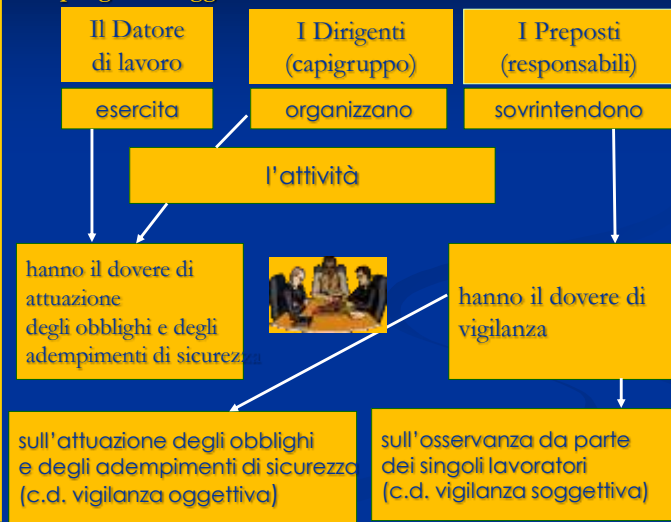 Il Datore
di lavoro
I Dirigenti
(capigruppo)
I Preposti
(responsabili)
esercita
organizzano
sovrintendono
l'attività
hanno il dovere di
attuazione
degli obblighi e degli
adempimenti di sicurezza
hanno il dovere di
vigilanza
sull'attuazione degli obblighi
e degli adempimenti di sicurezza
(c.d. vigilanza oggettiva)
sull'osservanza da parte
dei singoli lavoratori
(c.d. vigilanza soggettiva)